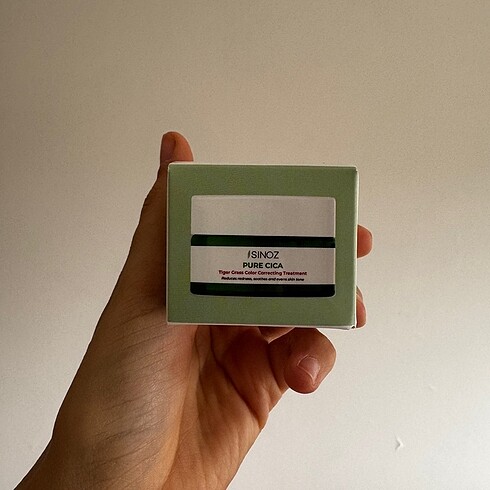 SINOZ
PURE CICA
Tiger Grass Color Correcting Treatment
Reduces redness, soothes and evens skin tone